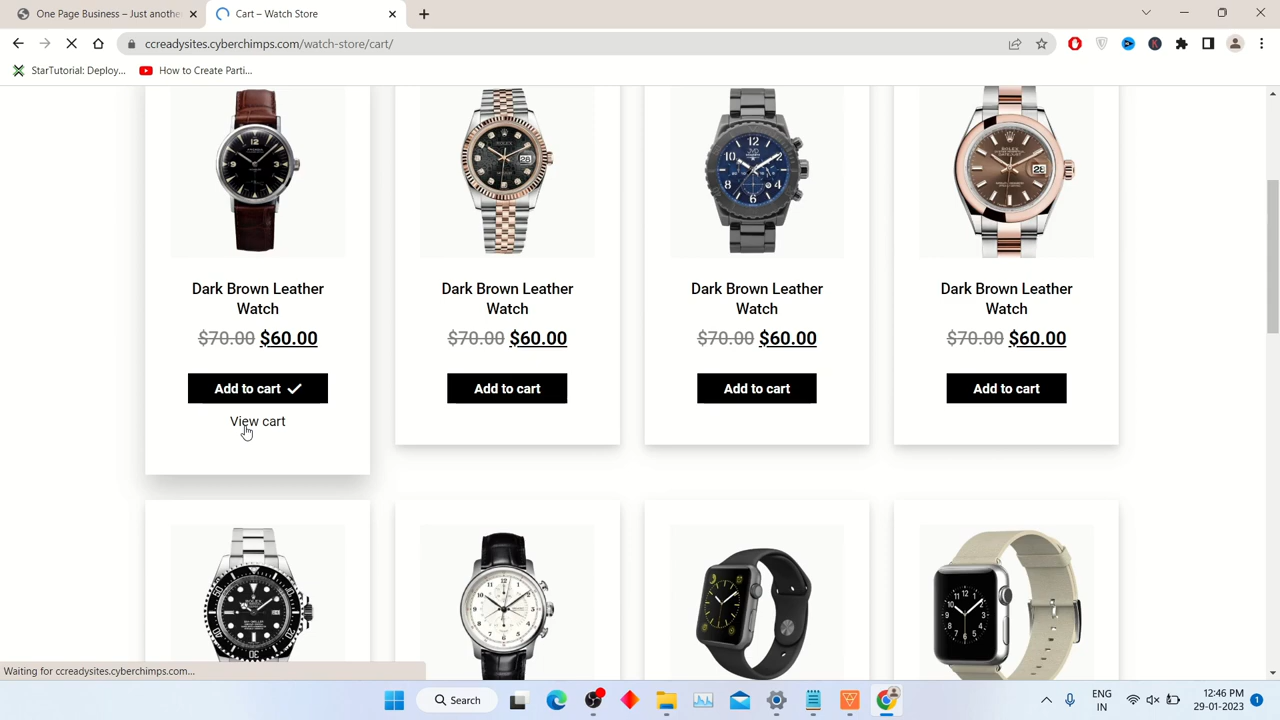 One Page Business – Just anothe
Cart – Watch Store
ccreadysites.cyberchimps.com/watch-store/cart/
StarTutorial: Deploy...
How to Create Parti...
Dark Brown Leather
Watch
$70.00 $60.00
Add to cart
View cart
Dark Brown Leather
Watch
$70.00 $60.00
Add to cart
Dark Brown Leather
Watch
$70.00 $60.00
Add to cart
Dark Brown Leather
Watch
$70.00 $60.00
Add to cart
Waiting for ccreadysites.cyberchimps.com...
Search
ENG
IN
12:46 PM
29-01-2023
1